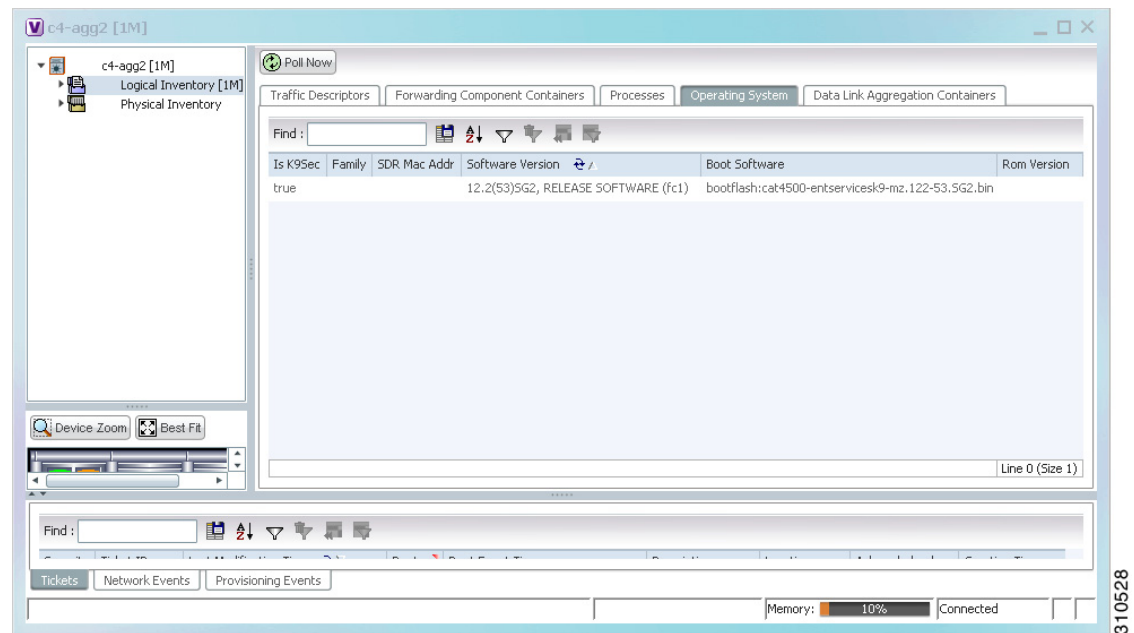 c4-agg2 [1M]
c4-agg2 [1M]
Logical Inventory [1M]
Physical Inventory
Poll Now
Traffic Descriptors Forwarding Component Containers Processes Operating System Data Link Aggregation Containers
Find :
Is K9Sec Family SDR Mac Addr Software Version Boot Software Rom Version
true 12.2(53)SG2, RELEASE SOFTWARE (fc1) bootflash:cat4500-entservicesk9-mz.122-53.SG2.bin
Line 0 (Size 1)
Device Zoom Best Fit
Find :
Tickets Network Events Provisioning Events
Memory: 10% Connected
310528